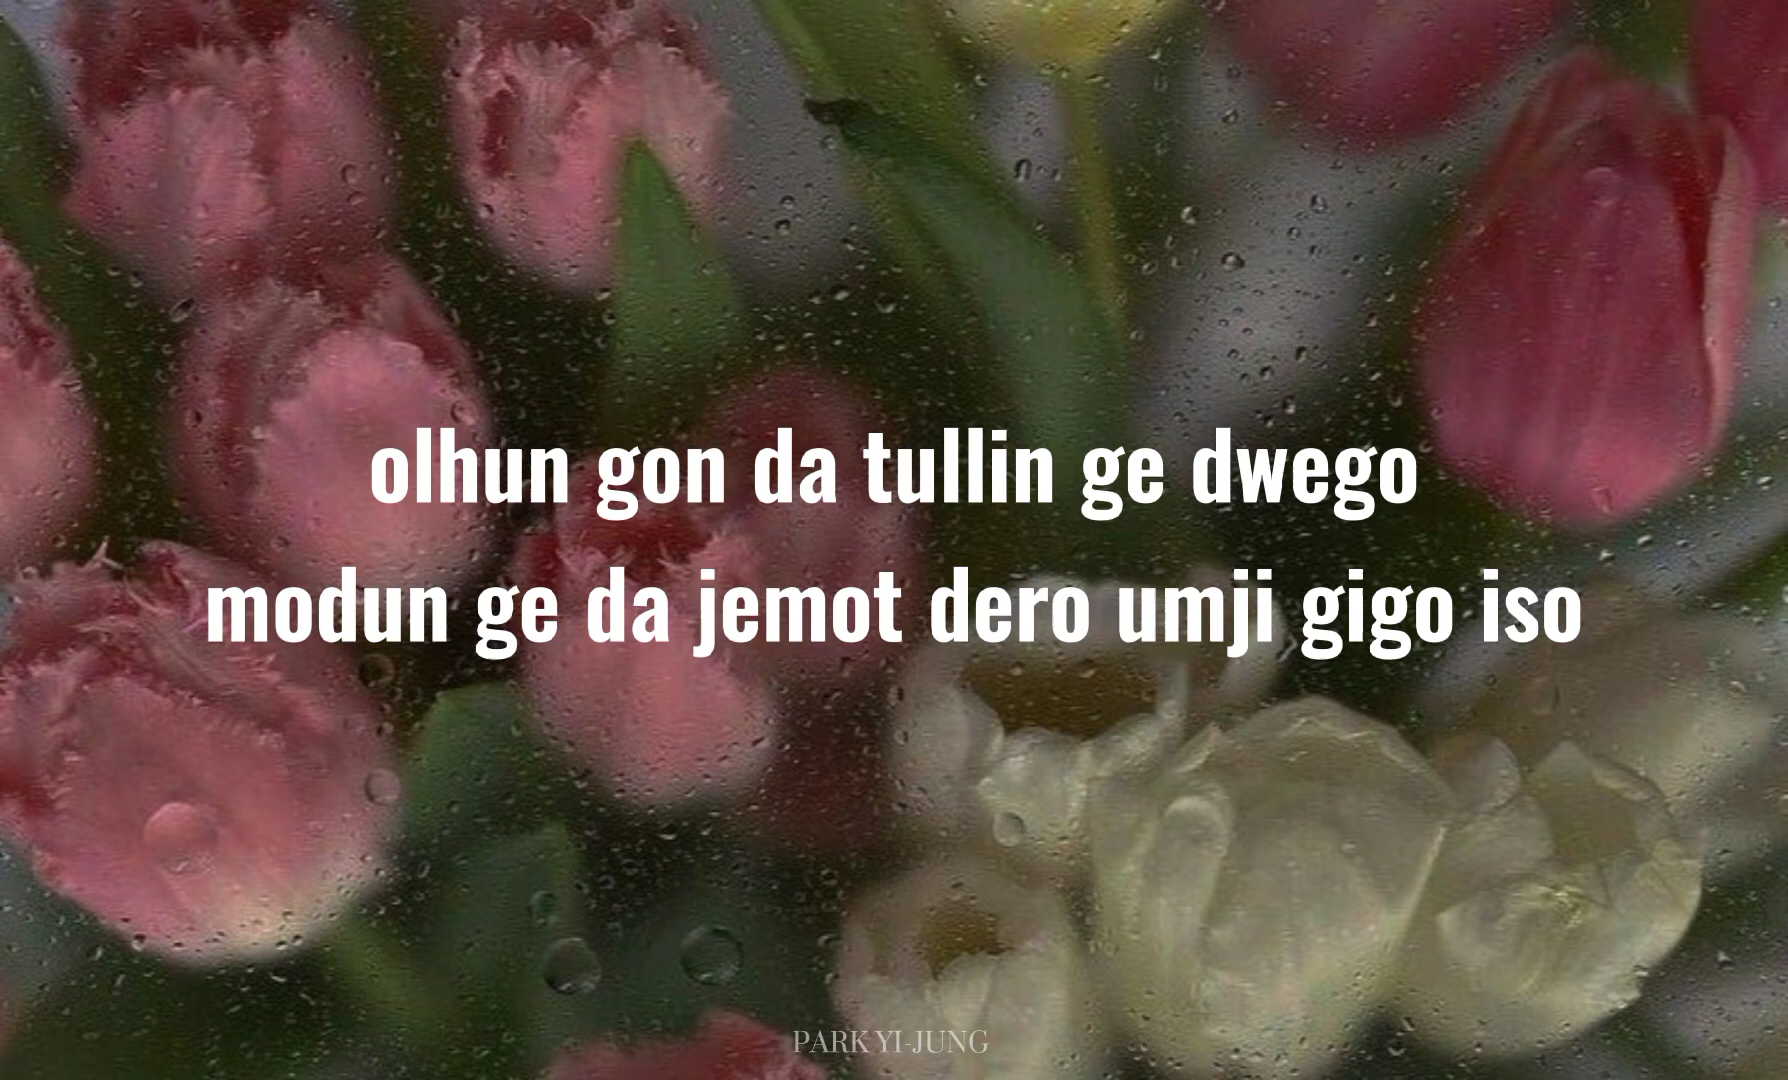 olhun gon da tullin ge dwego
modun ge da jemot dero umji gigo iso
PARK YI-JUNG